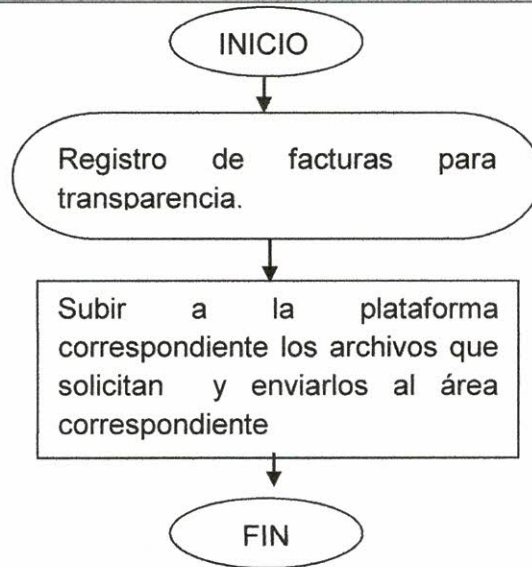 INICIO
Registro de facturas para
transparencia.
Subir a la plataforma
correspondiente los archivos que
solicitan y enviarlos al área
correspondiente
FIN